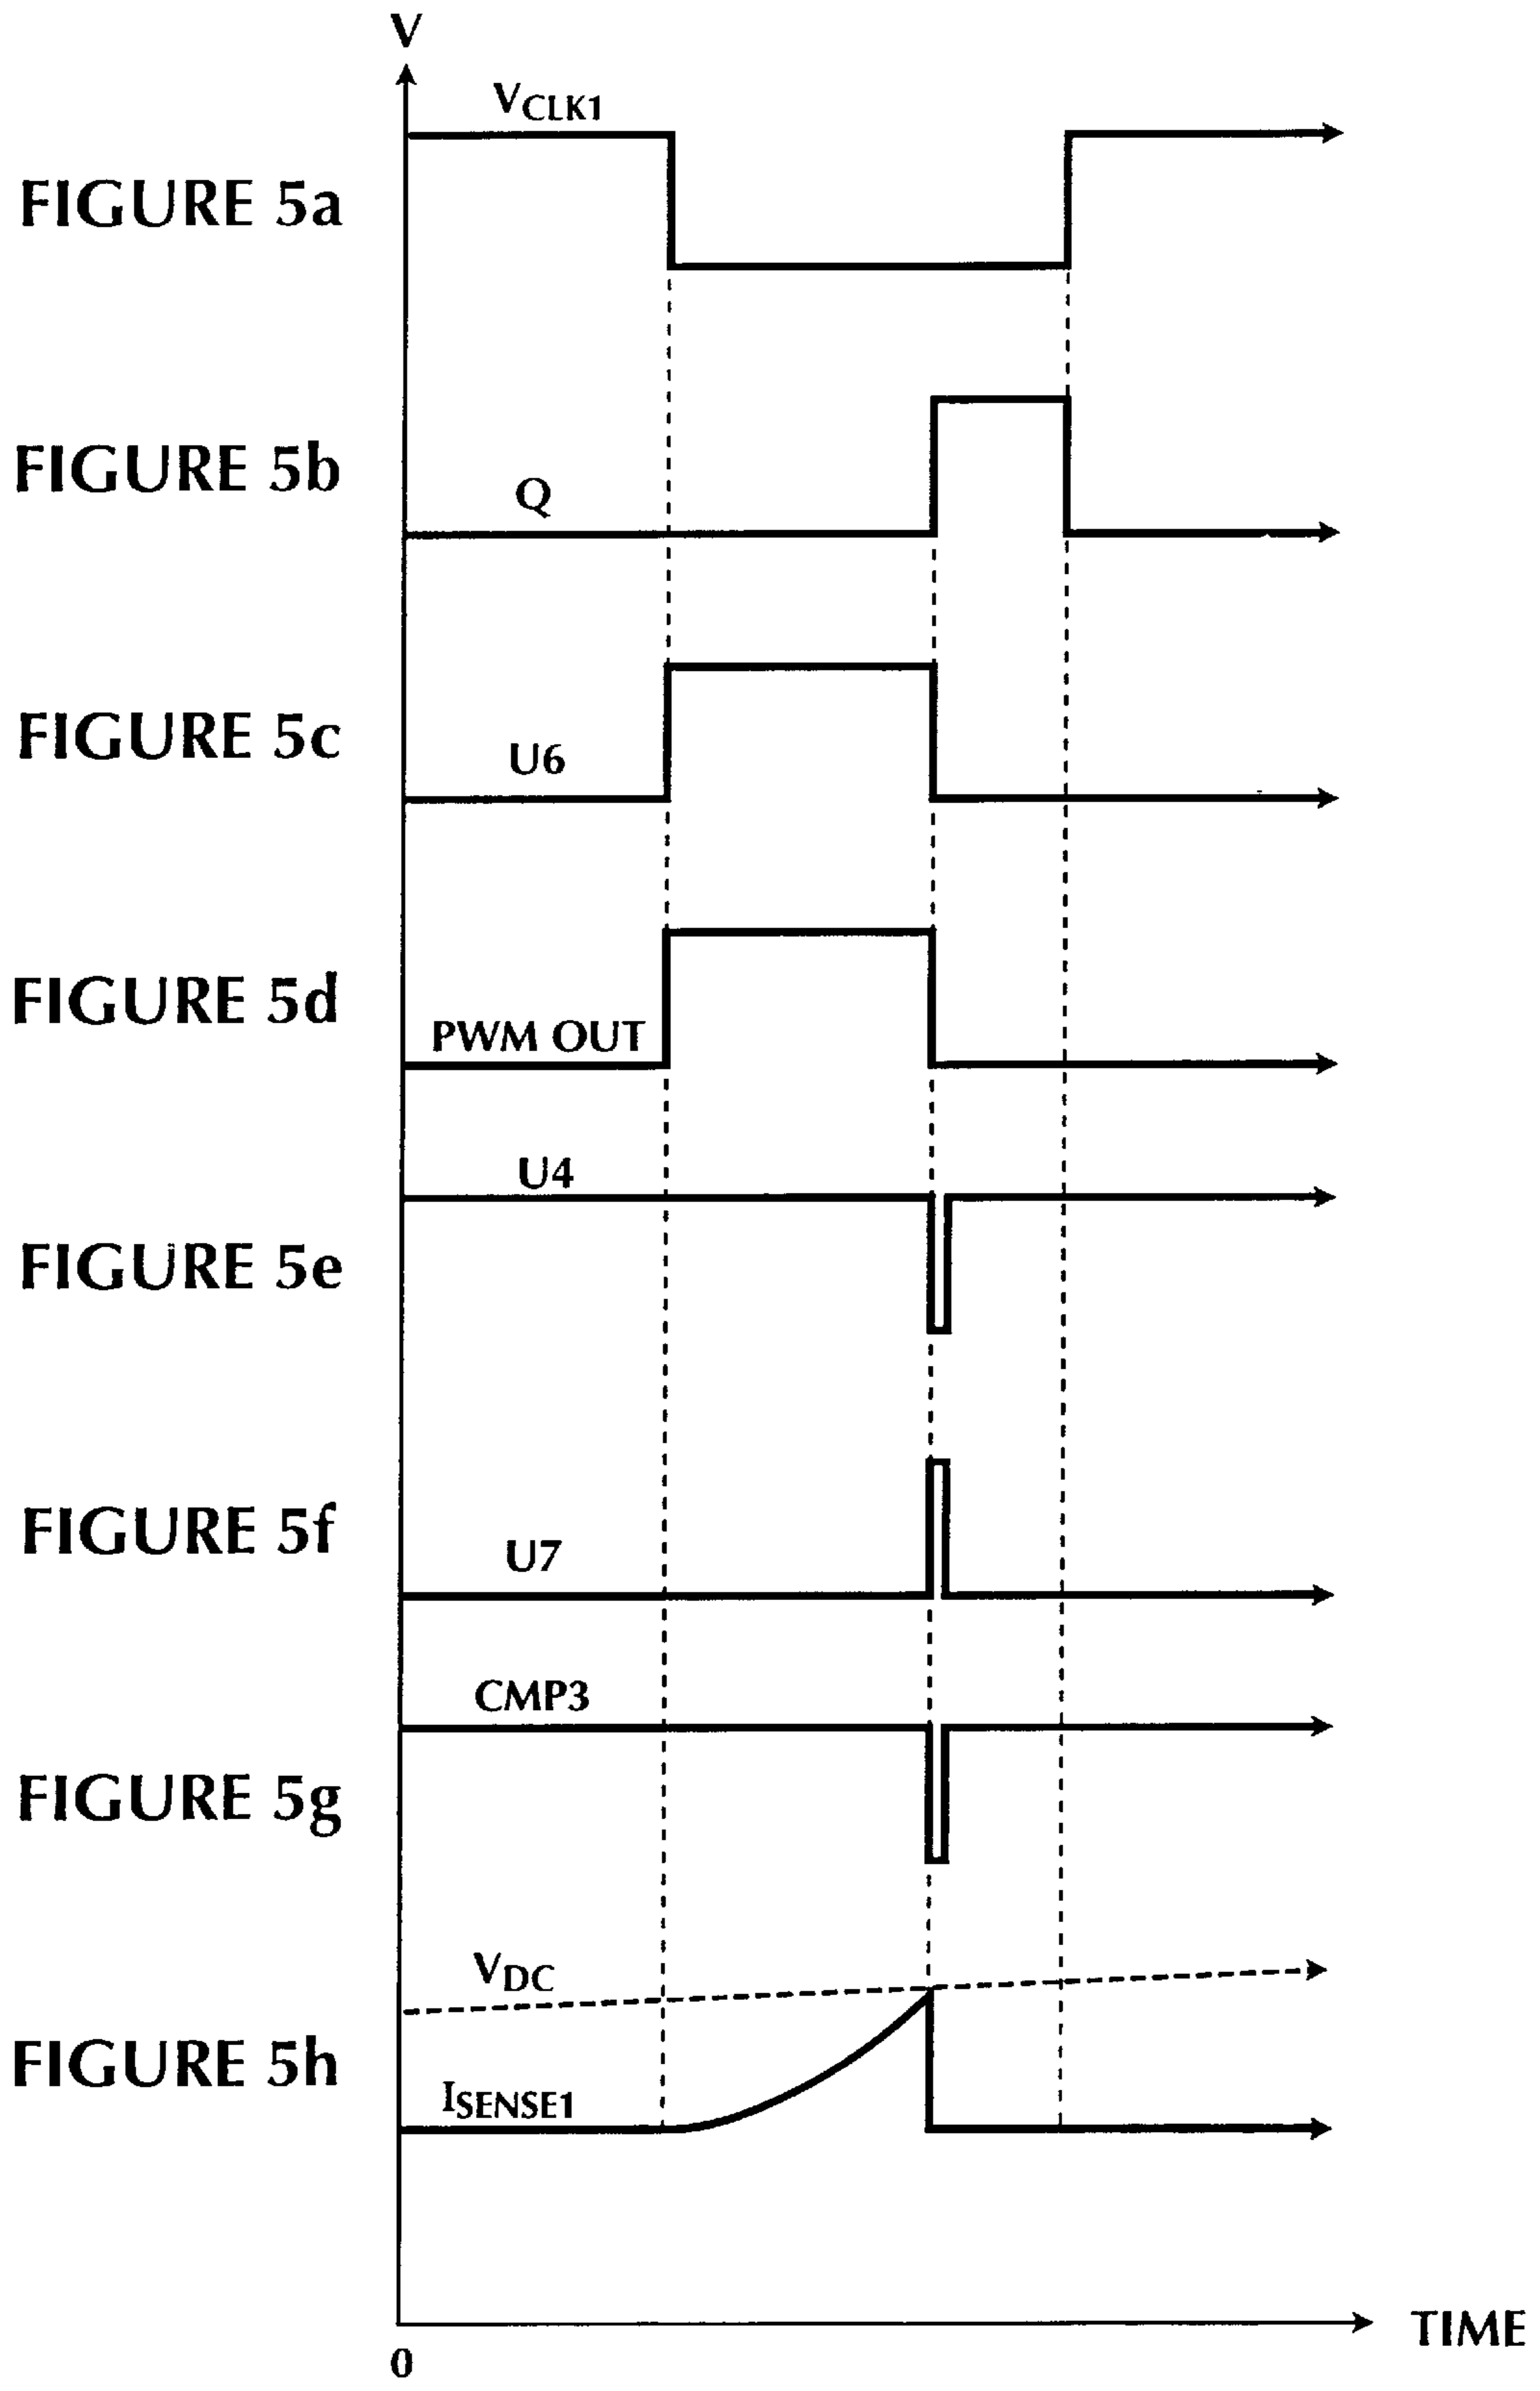 V
VCLK1
FIGURE 5a
FIGURE 5b
Q
FIGURE 5c
U6
FIGURE 5d
PWM OUT
U4
FIGURE 5e
FIGURE 5f
U7
CMP3
FIGURE 5g
VDC
FIGURE 5h
ISENSE1
TIME
0